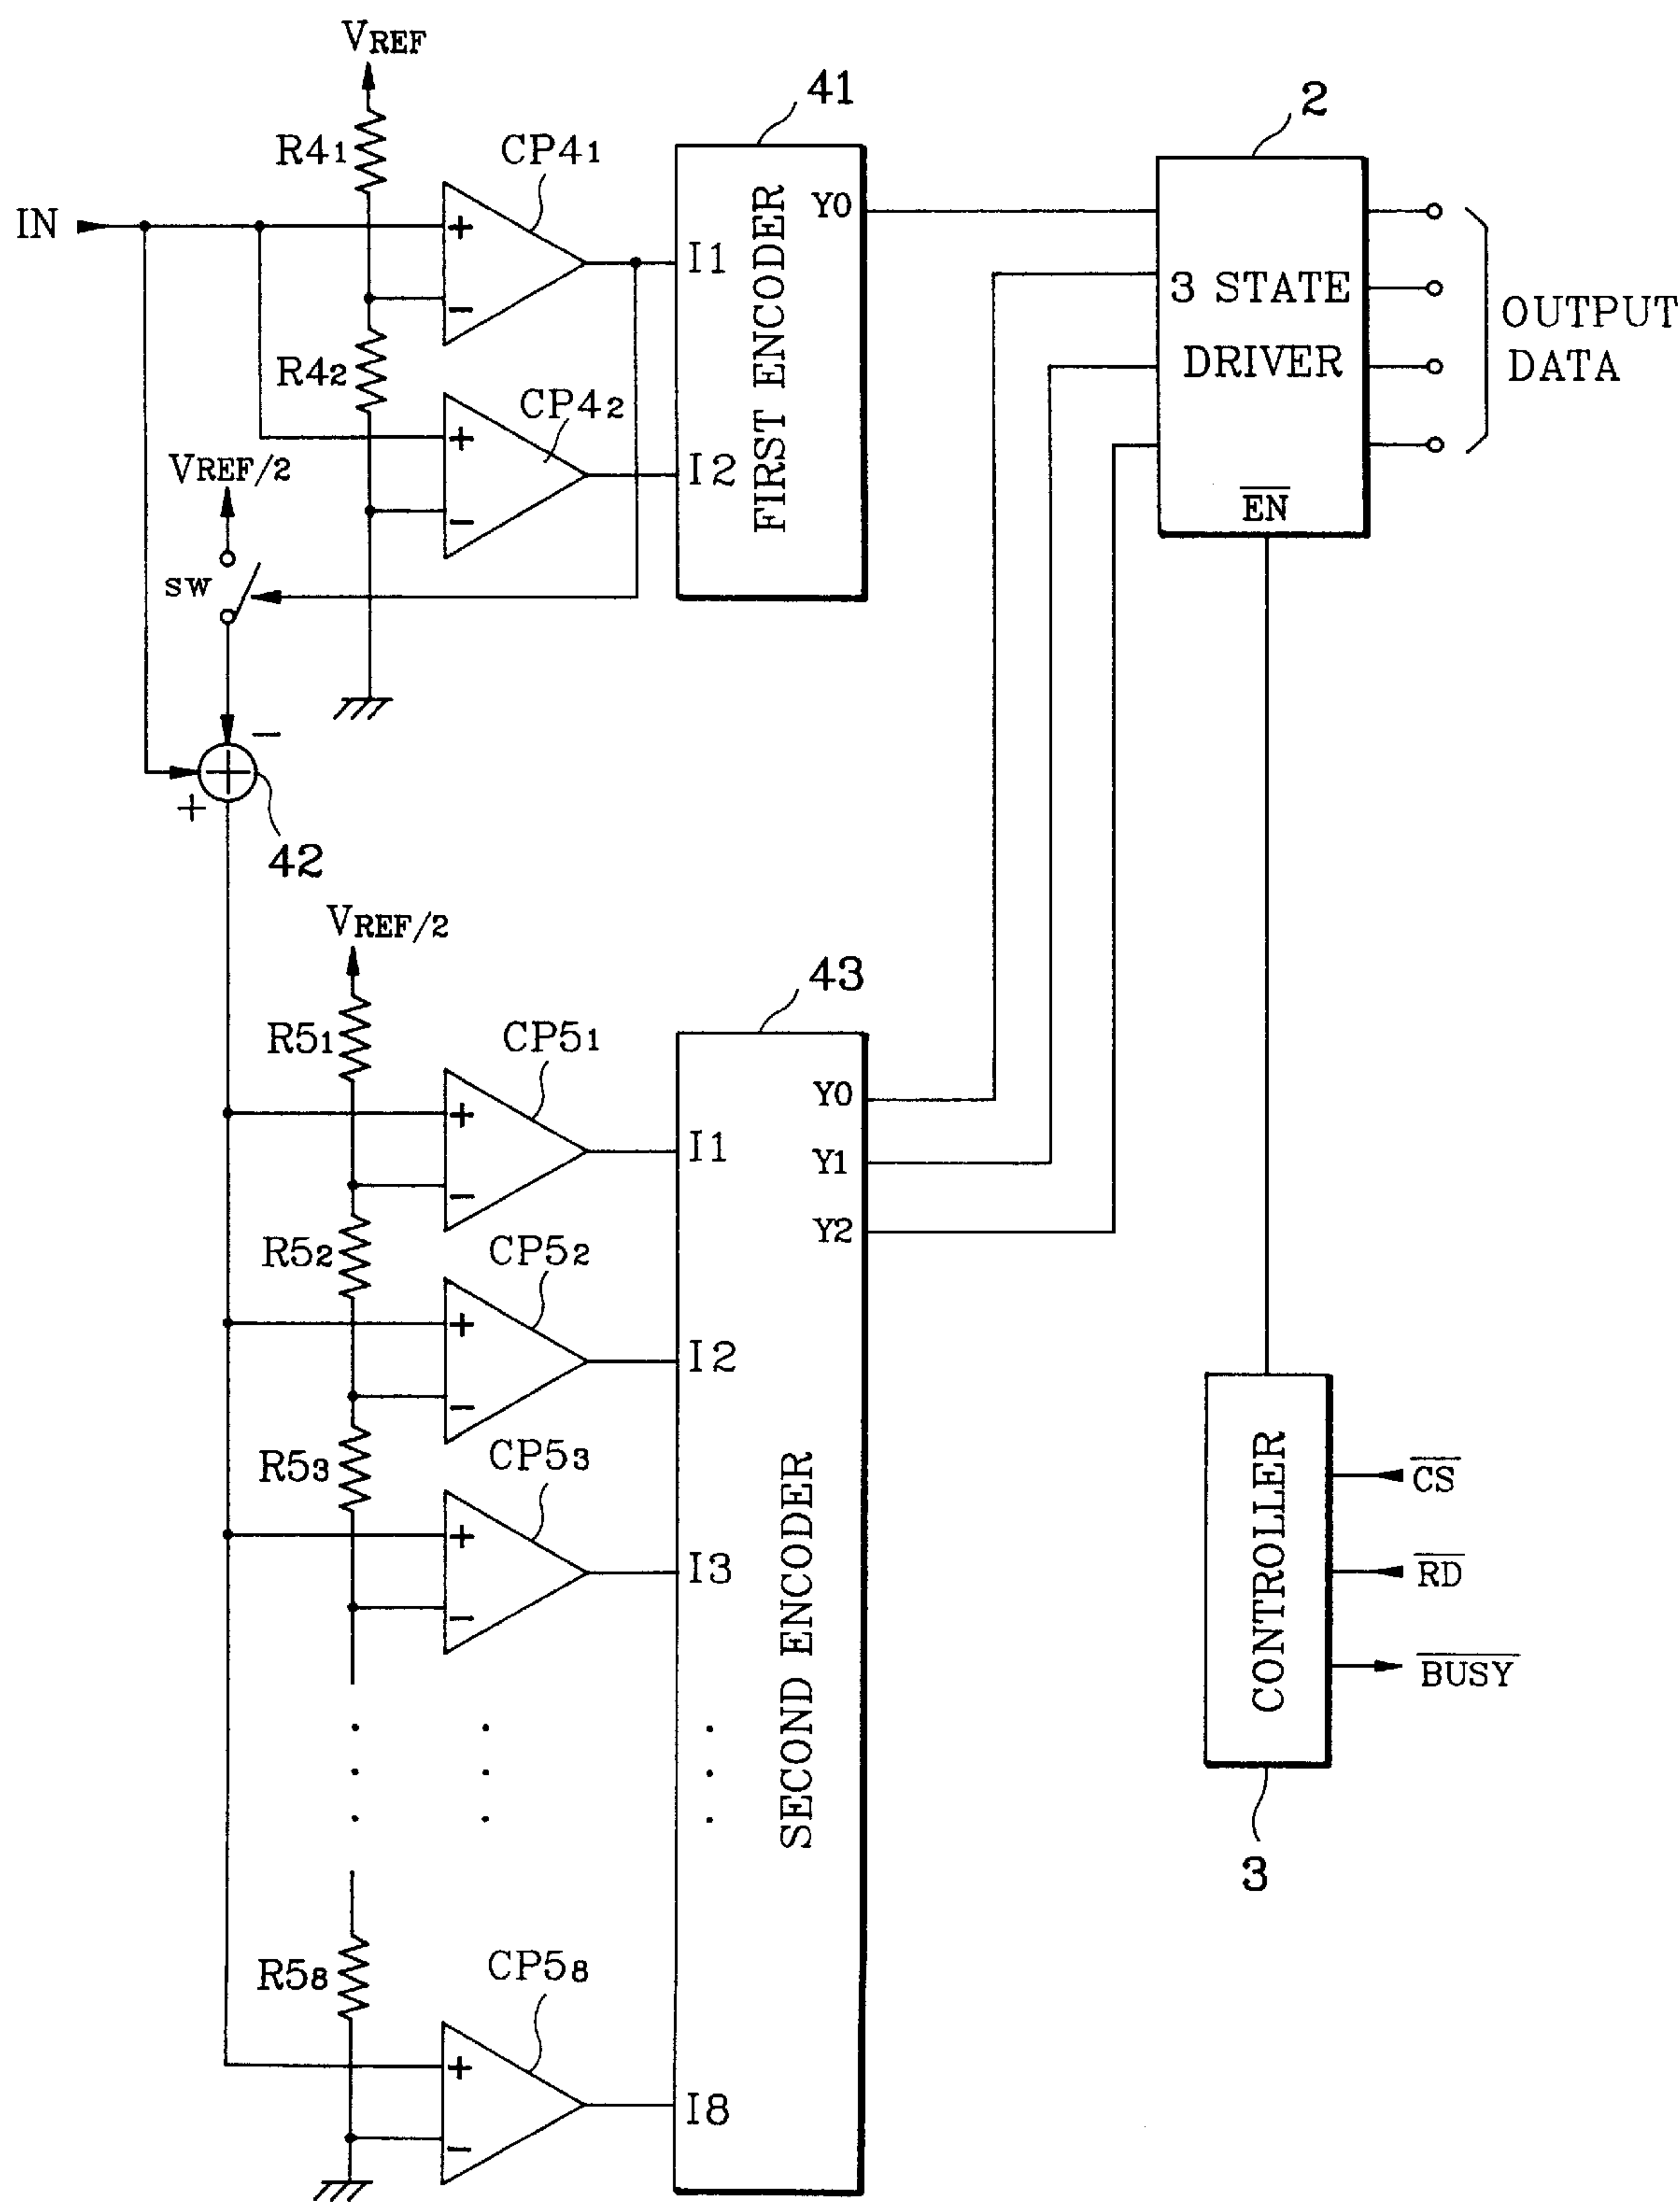 VREF
41
2
R41
CP41
IN
+
−
I1
Y0
FIRST ENCODER
3 STATE
DRIVER
OUTPUT
DATA
R42
CP42
+
−
I2
EN
VREF/2
SW
−
+
42
VREF/2
43
R51
CP51
+
−
I1
Y0
Y1
Y2
R52
CP52
+
−
I2
SECOND ENCODER
R53
CP53
+
−
I3
CONTROLLER
CS
RD
BUSY
3
R58
CP58
+
−
I8